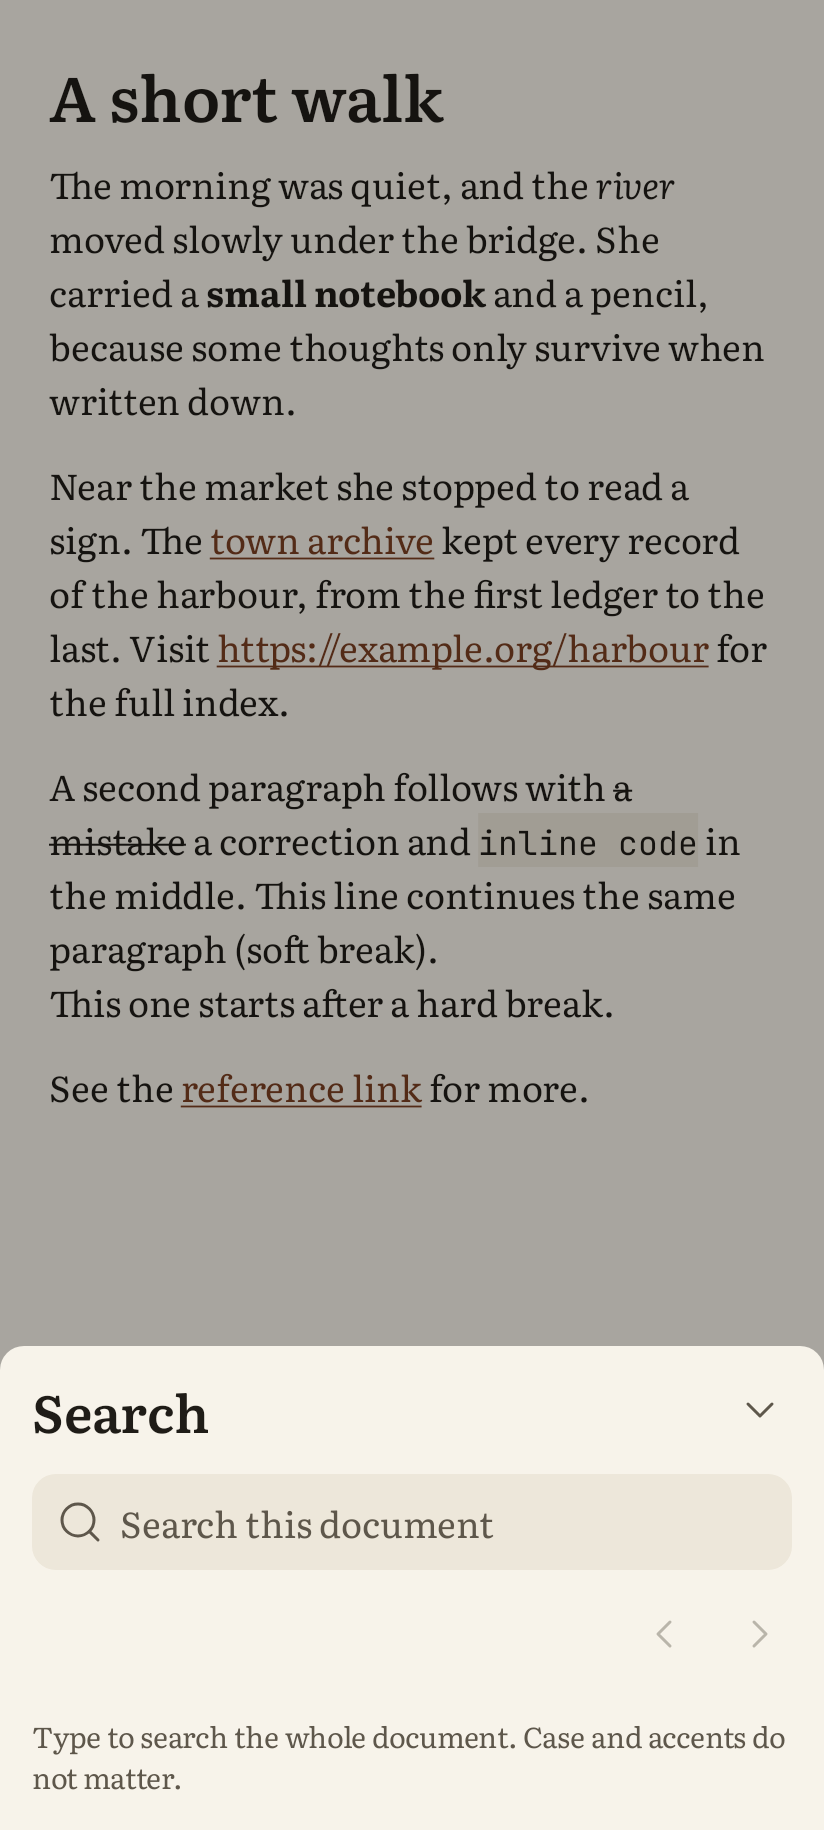 A short walk
The morning was quiet, and the river
moved slowly under the bridge. She
carried a small notebook and a pencil,
because some thoughts only survive when
written down.
Near the market she stopped to read a
sign. The town archive kept every record
of the harbour, from the first ledger to the
last. Visit https://example.org/harbour for
the full index.
A second paragraph follows with a
mistake a correction and inline code in
the middle. This line continues the same
paragraph (soft break).
This one starts after a hard break.
See the reference link for more.
Search
Search this document
Type to search the whole document. Case and accents do
not matter.